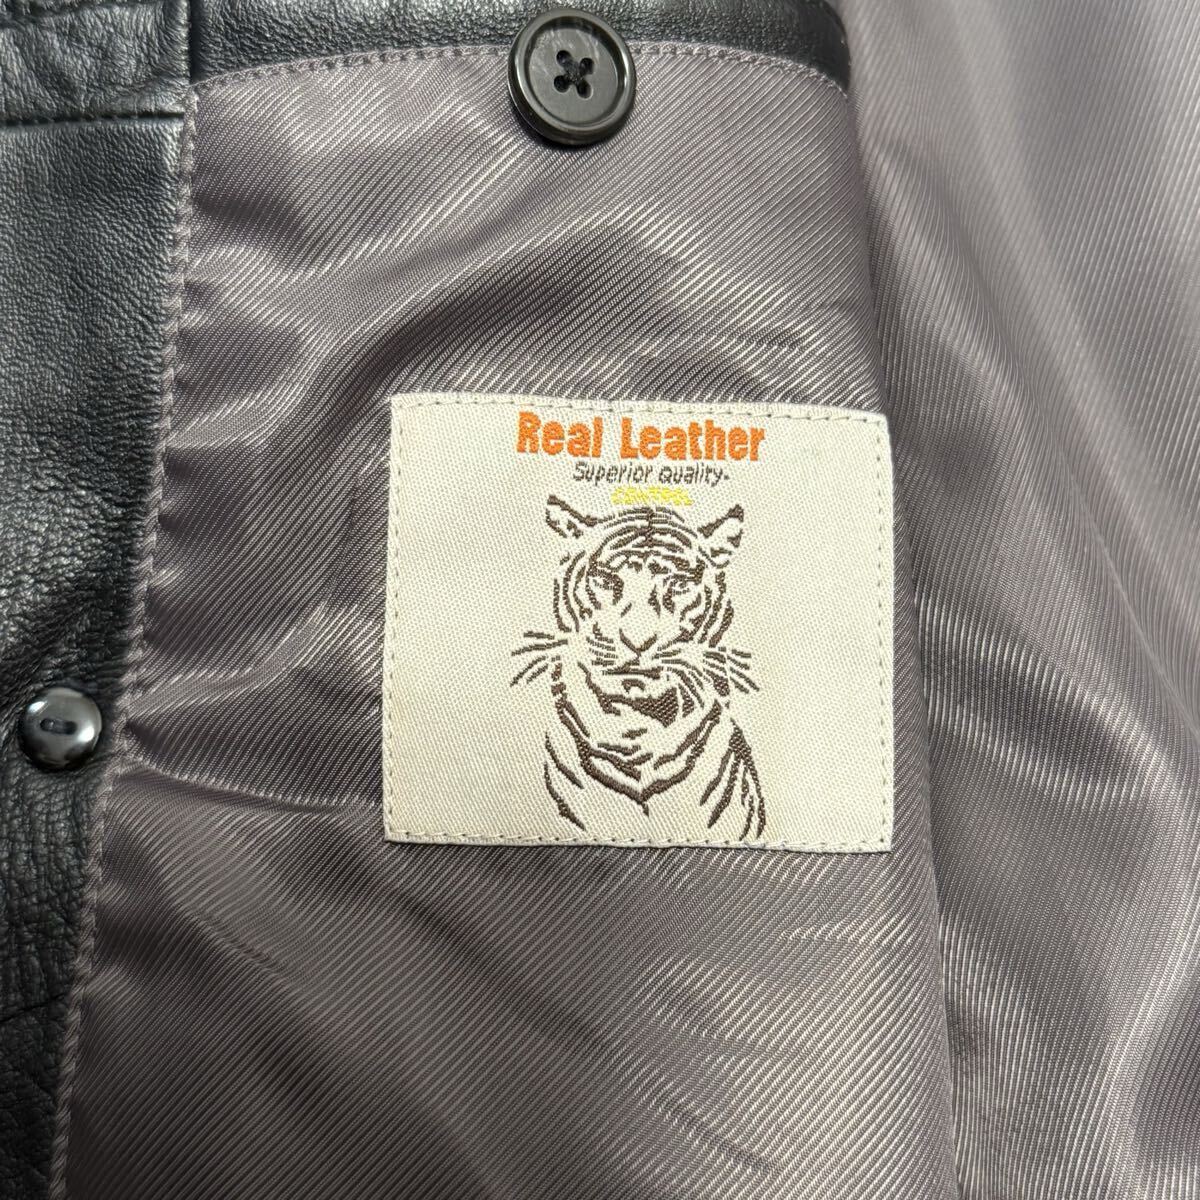 Real Leather
Superior Quality-
CONTROL